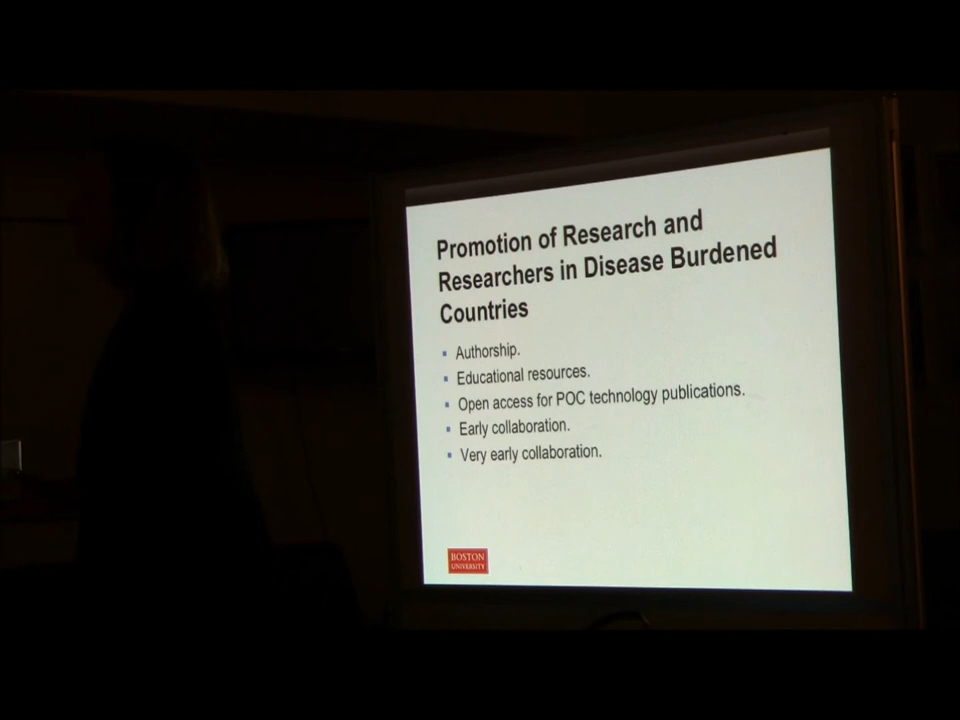 Promotion of Research and
Researchers in Disease Burdened
Countries
▪ Authorship.
▪ Educational resources.
▪ Open access for POC technology publications.
▪ Early collaboration.
▪ Very early collaboration.
BOSTON
UNIVERSITY